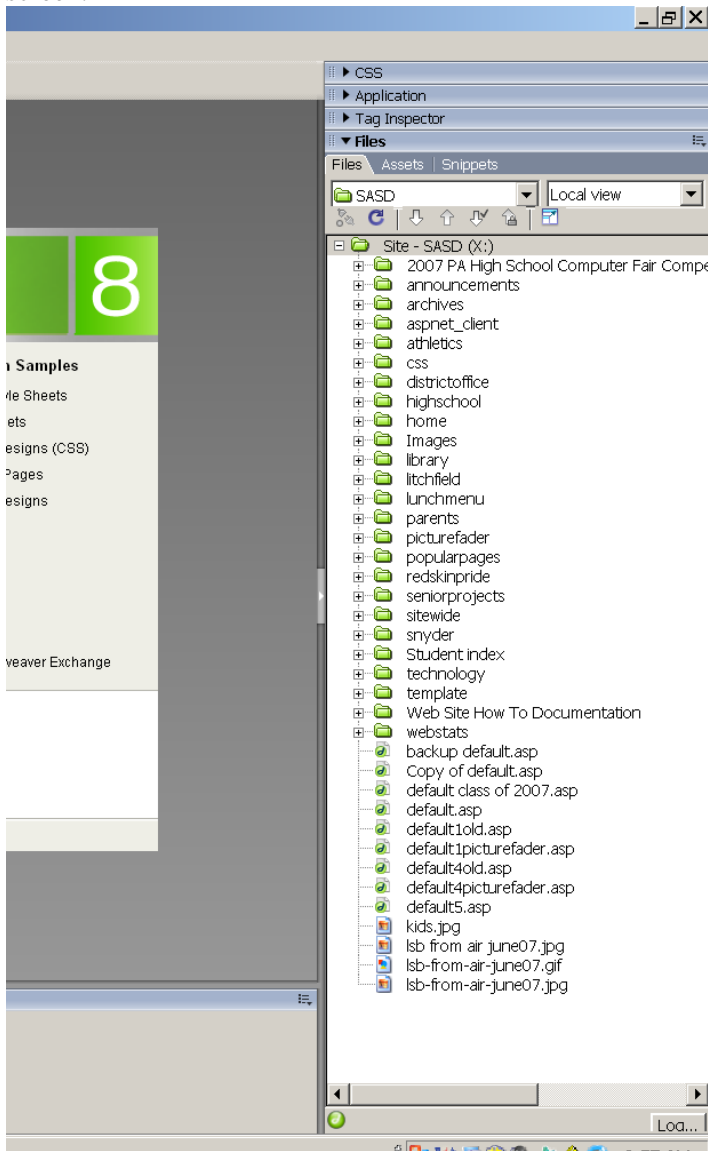 CSS
Application
Tag Inspector
Files
Files Assets Snippets
SASD Local view
Site - SASD (X:)
2007 PA High School Computer Fair Compe
announcements
archives
aspnet_client
athletics
css
districtoffice
highschool
home
Images
library
litchfield
lunchmenu
parents
picturefader
popularpages
redskinpride
seniorprojects
sitewide
snyder
Student index
technology
template
Web Site How To Documentation
webstats
backup default.asp
Copy of default.asp
default class of 2007.asp
default.asp
default1old.asp
default1picturefader.asp
default4old.asp
default4picturefader.asp
default5.asp
kids.jpg
lsb from air june07.jpg
lsb-from-air-june07.gif
lsb-from-air-june07.jpg
Loa...
8
Samples
le Sheets
ets
esigns (CSS)
Pages
esigns
weaver Exchange